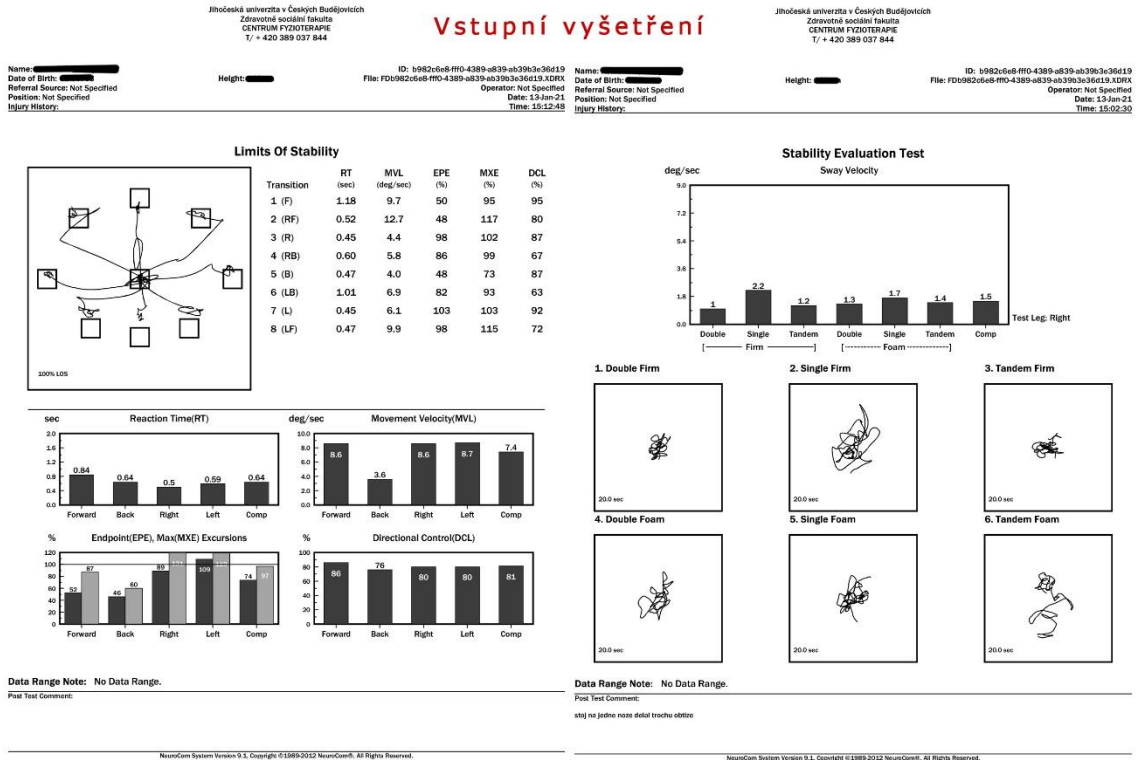 Vstupní vyšetření
Jihočeská univerzita v Českých Budějovicích
Zdravotně sociální fakulta
CENTRUM FYZIOTERAPIE
T/ + 420 389 037 844
Name:
Date of Birth:
Referral Source: Not Specified
Position: Not Specified
Injury History:
Height:
ID: b982c6e8-fff0-4389-a839-ab39b3e36d19
File: FDb982c6e8-fff0-4389-a839-ab39b3e36d19.XDRX
Operator: Not Specified
Date: 13-Jan-21
Time: 15:12:48
Limits Of Stability
RT MVL EPE MXE DCL
Transition (sec) (deg/sec) (%) (%) (%)
1 (F) 1.18 9.7 50 95 95
2 (RF) 0.52 12.7 48 117 80
3 (R) 0.45 4.4 98 102 87
4 (RB) 0.60 5.8 86 99 67
5 (B) 0.47 4.0 48 73 87
6 (LB) 1.01 6.9 82 93 63
7 (L) 0.45 6.1 103 103 92
8 (LF) 0.47 9.9 98 115 72
100% LOS
sec Reaction Time(RT)
2.0
1.6
1.2
0.8
0.4
0.0
0.84 0.64 0.5 0.59 0.64
Forward Back Right Left Comp
deg/sec Movement Velocity(MVL)
10.0
8.0
6.0
4.0
2.0
0.0
8.6 3.6 8.6 8.7 7.4
Forward Back Right Left Comp
% Endpoint(EPE), Max(MXE) Excursions
120
100
80
60
40
20
0
52 87 46 60 89 109 74 97
Forward Back Right Left Comp
% Directional Control(DCL)
100
80
60
40
20
0
86 76 80 80 81
Forward Back Right Left Comp
Data Range Note: No Data Range.
Post Test Comment:
NeuroCom System Version 9.1, Copyright ©1989-2012 NeuroCom®. All Rights Reserved.
Jihočeská univerzita v Českých Budějovicích
Zdravotně sociální fakulta
CENTRUM FYZIOTERAPIE
T/ + 420 389 037 844
Name:
Date of Birth:
Referral Source: Not Specified
Position: Not Specified
Injury History:
Height:
ID: b982c6e8-fff0-4389-a839-ab39b3e36d19
File: FDb982c6e8-fff0-4389-a839-ab39b3e36d19.XDRX
Operator: Not Specified
Date: 13-Jan-21
Time: 15:02:30
Stability Evaluation Test
deg/sec Sway Velocity
9.0
7.2
5.4
3.6
1.8
0.0
1 2.2 1.2 1.3 1.7 1.4 1.5
Test Leg: Right
Double Single Tandem Double Single Tandem Comp
[——— Firm ———] [----------- Foam -----------]
1. Double Firm 2. Single Firm 3. Tandem Firm
20.0 sec 20.0 sec 20.0 sec
4. Double Foam 5. Single Foam 6. Tandem Foam
20.0 sec 20.0 sec 20.0 sec
Data Range Note: No Data Range.
Post Test Comment:
stoj na jedne noze delal trochu obtize
NeuroCom System Version 9.1, Copyright ©1989-2012 NeuroCom®. All Rights Reserved.